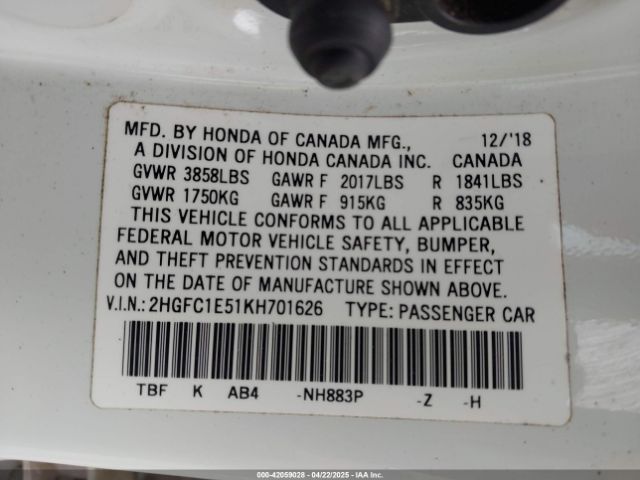 MFD. BY HONDA OF CANADA MFG., 12/'18
A DIVISION OF HONDA CANADA INC. CANADA
GVWR 3858LBS GAWR F 2017LBS R 1841LBS
GVWR 1750KG GAWR F 915KG R 835KG
THIS VEHICLE CONFORMS TO ALL APPLICABLE
FEDERAL MOTOR VEHICLE SAFETY, BUMPER,
AND THEFT PREVENTION STANDARDS IN EFFECT
ON THE DATE OF MANUFACTURE SHOWN ABOVE.
V.I.N.:2HGFC1E51KH701626 TYPE: PASSENGER CAR
TBF K AB4 -NH883P -Z -H
000-42059028 - 04/22/2025 - IAA Inc.